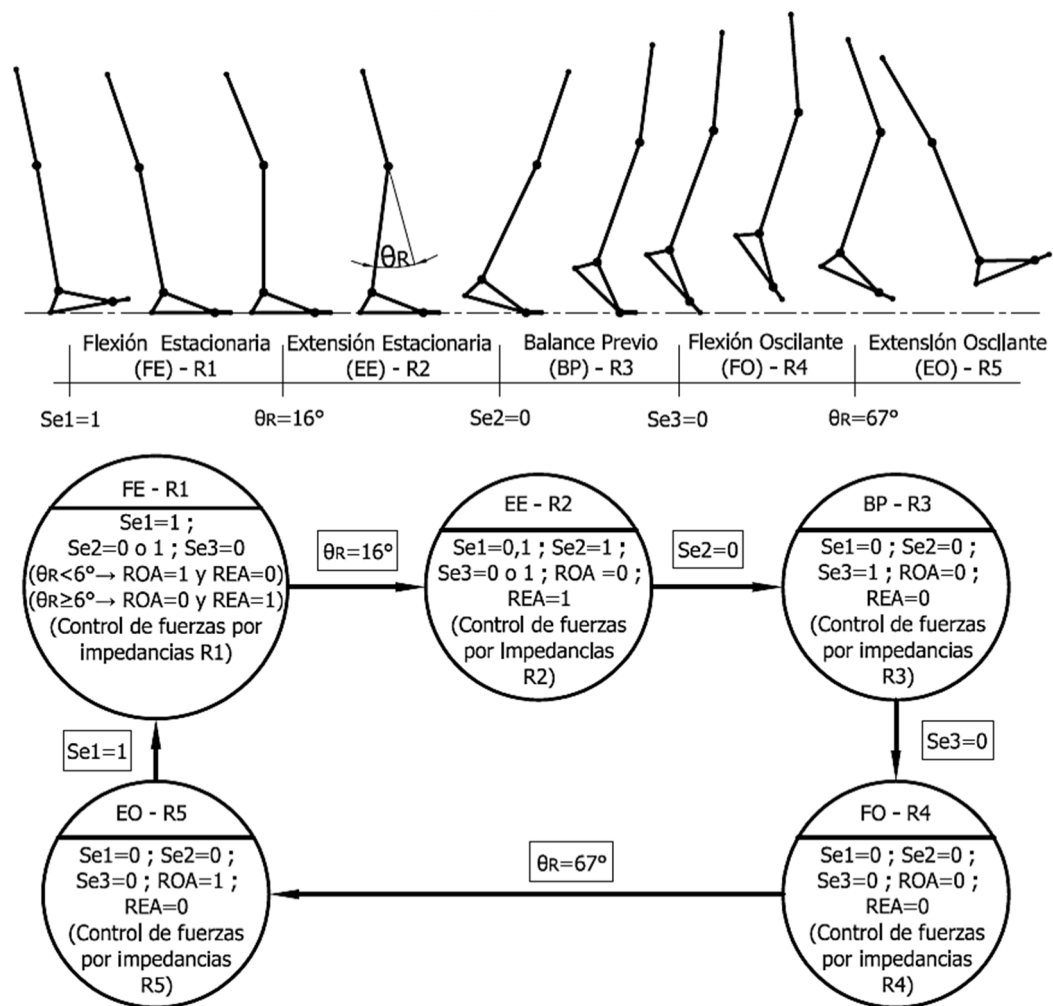 θR
Flexión Estacionaria
(FE) - R1
Extensión Estacionaria
(EE) - R2
Balance Previo
(BP) - R3
Flexión Oscilante
(FO) - R4
Extensión Oscilante
(EO) - R5
Se1=1
θR=16°
Se2=0
Se3=0
θR=67°
FE - R1
Se1=1 ;
Se2=0 o 1 ; Se3=0
(θR<6°→ ROA=1 y REA=0)
(θR≥6°→ ROA=0 y REA=1)
(Control de fuerzas por
impedancias R1)
θR=16°
EE - R2
Se1=0,1 ; Se2=1 ;
Se3=0 o 1 ; ROA =0 ;
REA=1
(Control de fuerzas
por Impedancias
R2)
Se2=0
BP - R3
Se1=0 ; Se2=0 ;
Se3=1 ; ROA=0 ;
REA=0
(Control de fuerzas
por impedancias
R3)
Se3=0
FO - R4
Se1=0 ; Se2=0 ;
Se3=0 ; ROA=0 ;
REA=0
(Control de fuerzas
por impedancias
R4)
θR=67°
EO - R5
Se1=0 ; Se2=0 ;
Se3=0 ; ROA=1 ;
REA=0
(Control de fuerzas
por impedancias
R5)
Se1=1